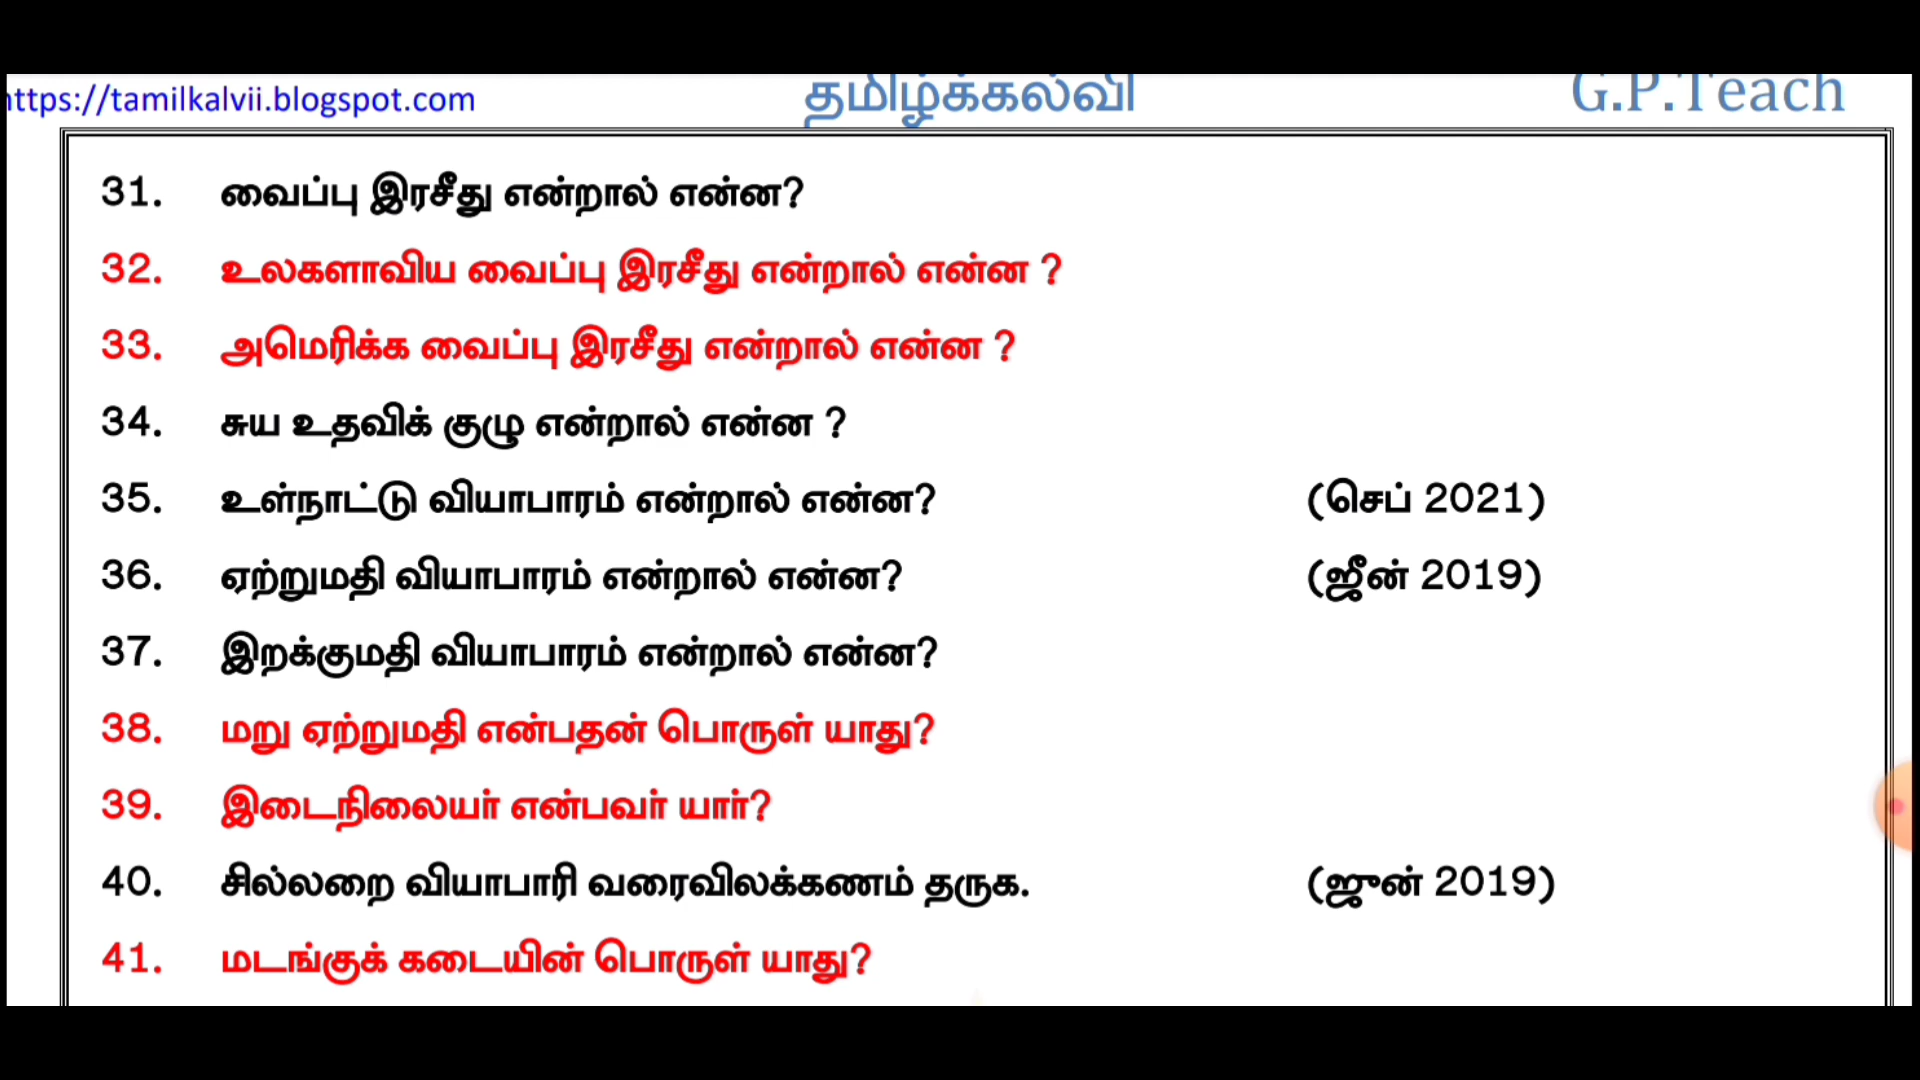 ttps://tamilkalvii.blogspot.com தமிழ்க்கல்வி G.P.Teach
31. வைப்பு இரசீது என்றால் என்ன?
32. உலகளாவிய வைப்பு இரசீது என்றால் என்ன ?
33. அமெரிக்க வைப்பு இரசீது என்றால் என்ன ?
34. சுய உதவிக் குழு என்றால் என்ன ?
35. உள்நாட்டு வியாபாரம் என்றால் என்ன? (செப் 2021)
36. ஏற்றுமதி வியாபாரம் என்றால் என்ன? (ஜீன் 2019)
37. இறக்குமதி வியாபாரம் என்றால் என்ன?
38. மறு ஏற்றுமதி என்பதன் பொருள் யாது?
39. இடைநிலையர் என்பவர் யார்?
40. சில்லறை வியாபாரி வரைவிலக்கணம் தருக. (ஜுன் 2019)
41. மடங்குக் கடையின் பொருள் யாது?